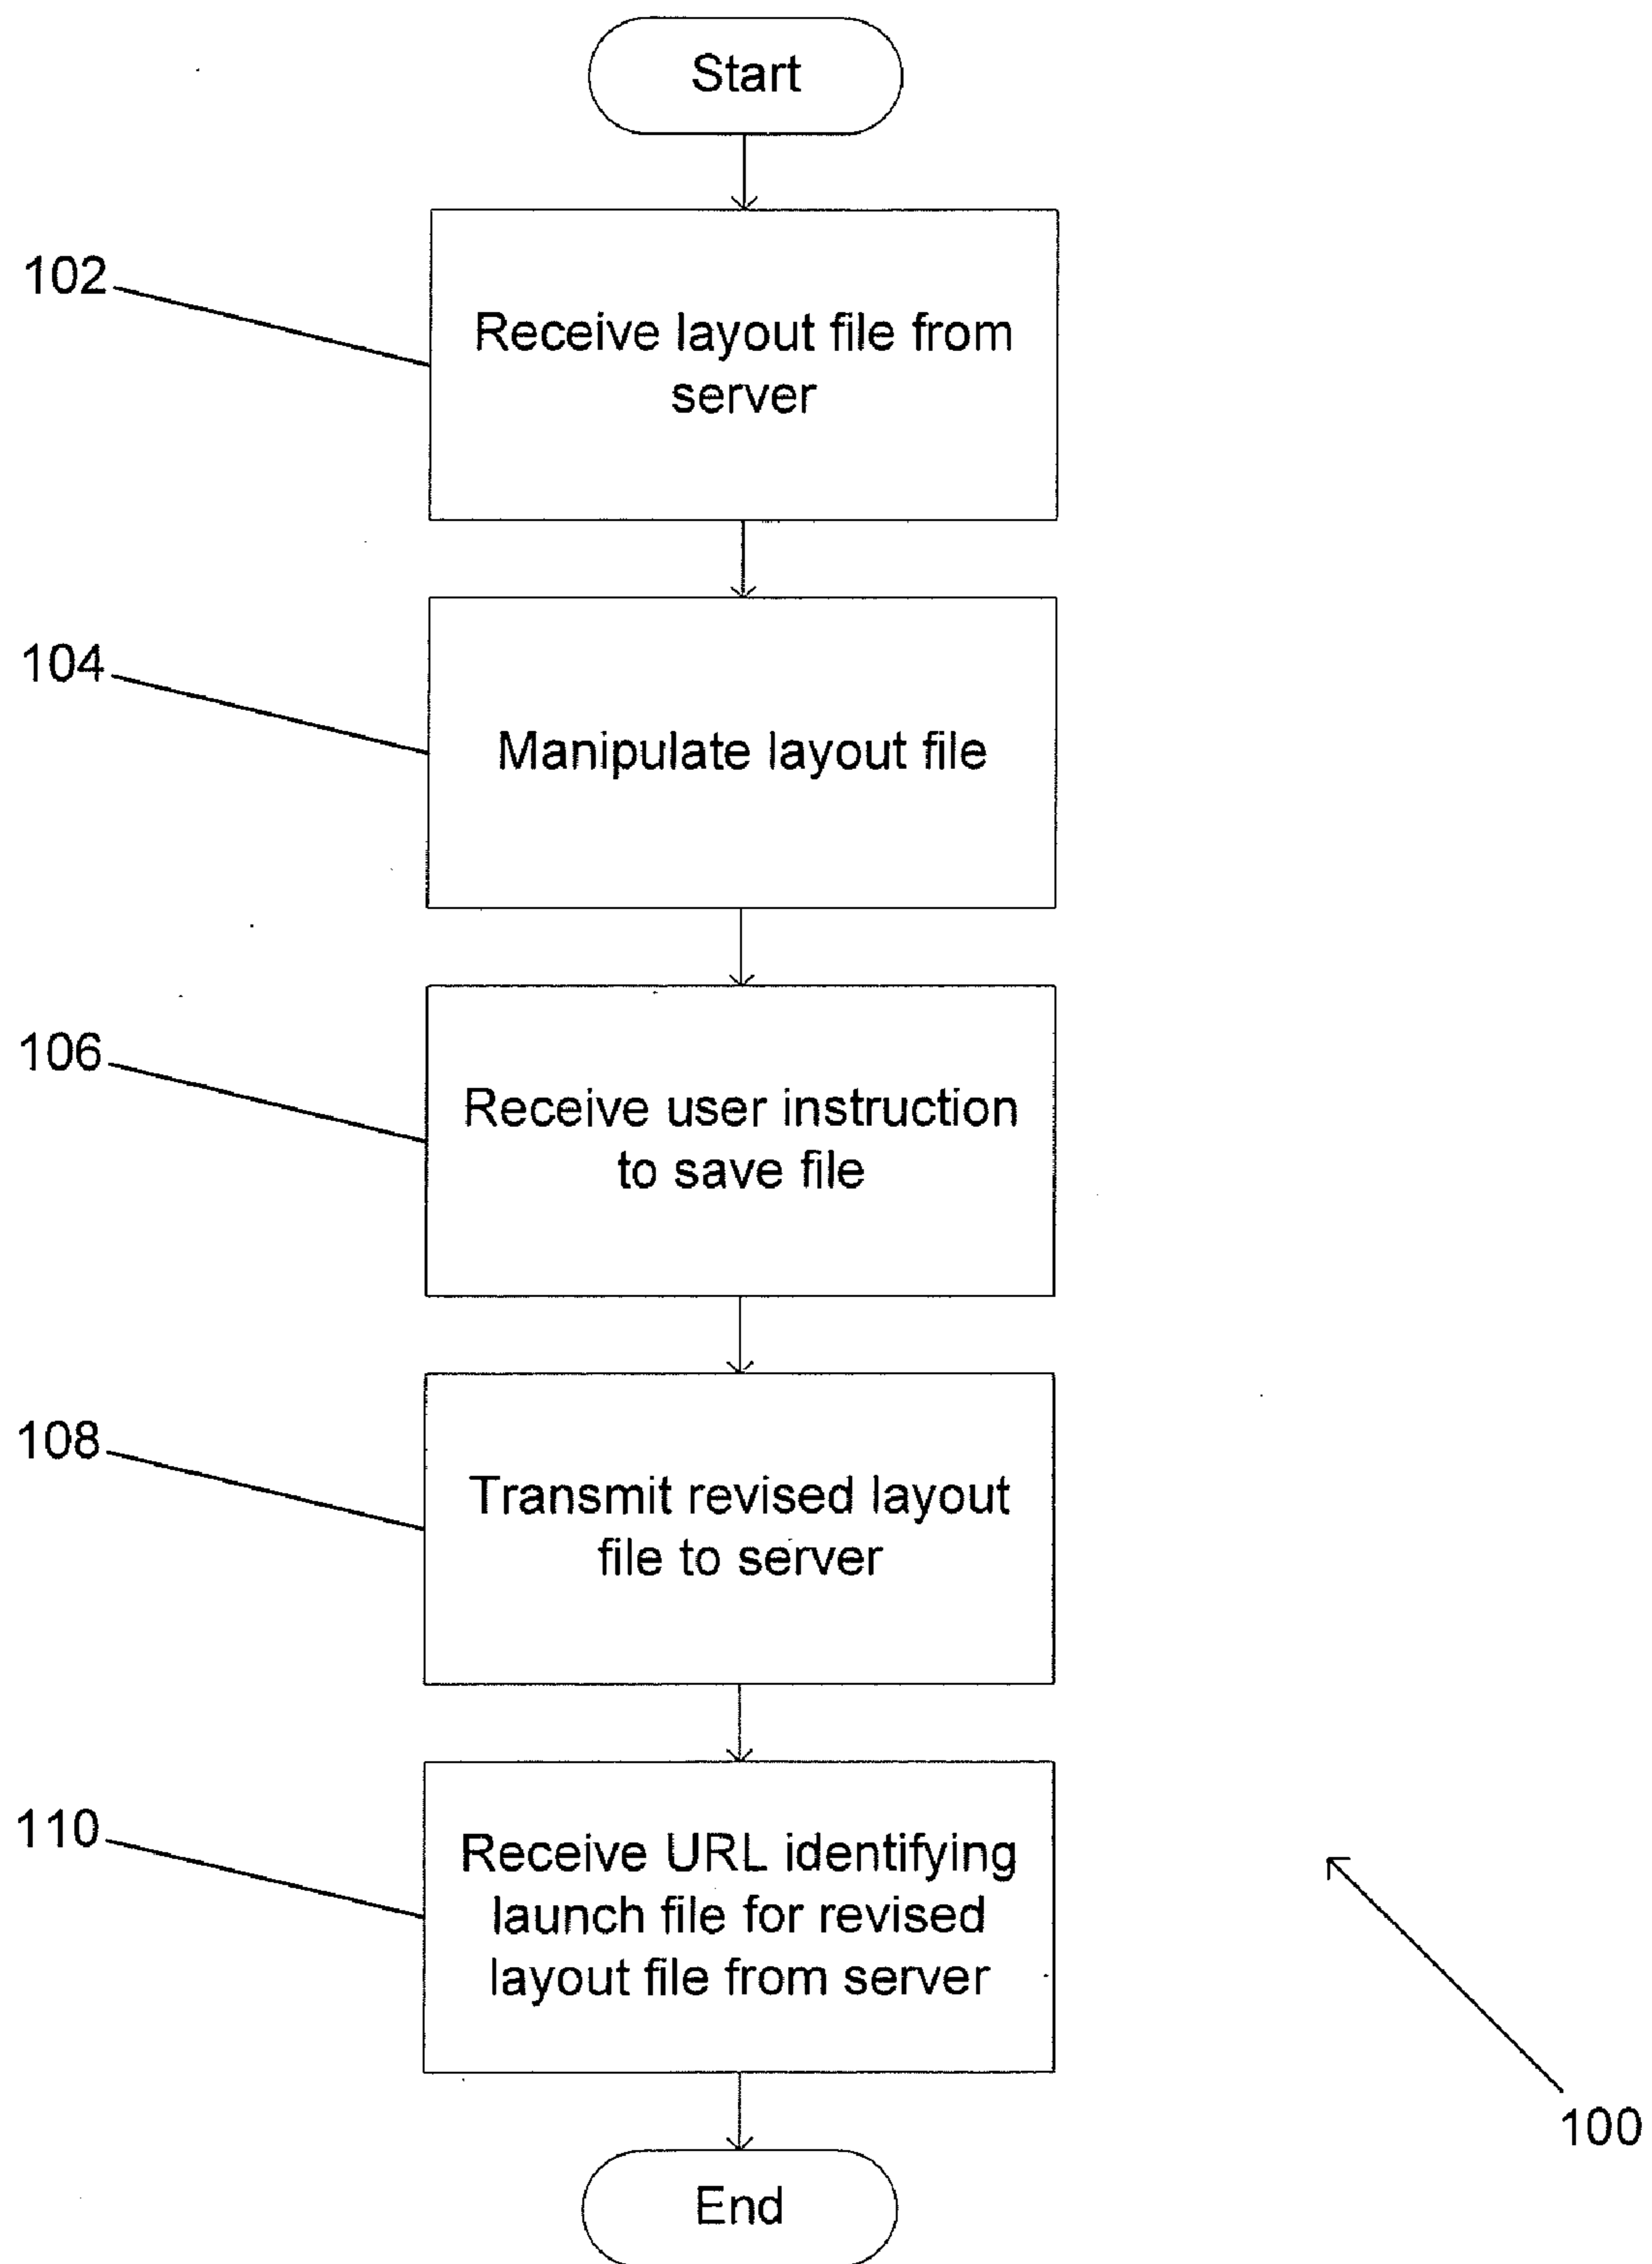 Start
102
Receive layout file from
server
104
Manipulate layout file
106
Receive user instruction
to save file
108
Transmit revised layout
file to server
110
Receive URL identifying
launch file for revised
layout file from server
100
End